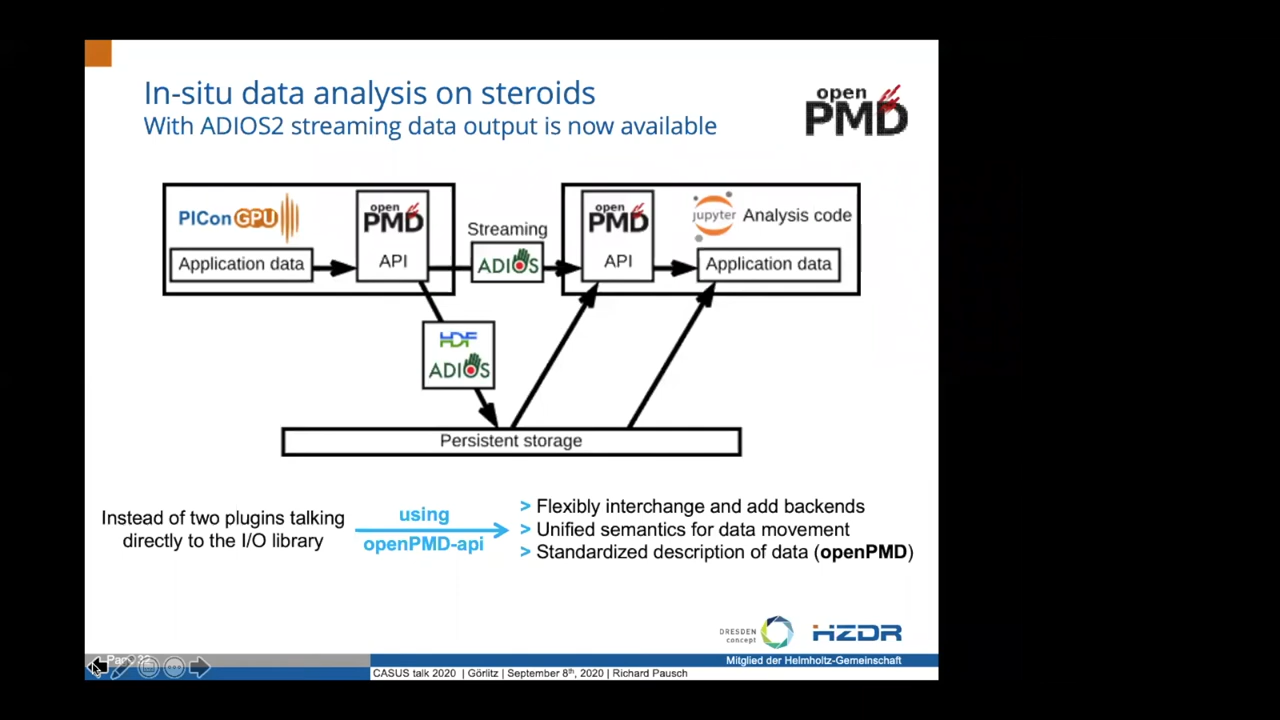 In-situ data analysis on steroids
With ADIOS2 streaming data output is now available
open
PMD
PIConGPU
open
PMD
API
Application data
Streaming
ADIOS
open
PMD
API
jupyter
Analysis code
Application data
HDF
ADIOS
Persistent storage
Instead of two plugins talking
directly to the I/O library
using
openPMD-api
> Flexibly interchange and add backends
> Unified semantics for data movement
> Standardized description of data (openPMD)
DRESDEN
concept
HZDR
Mitglied der Helmholtz-Gemeinschaft
CASUS talk 2020 | Görlitz | September 8th, 2020 | Richard Pausch